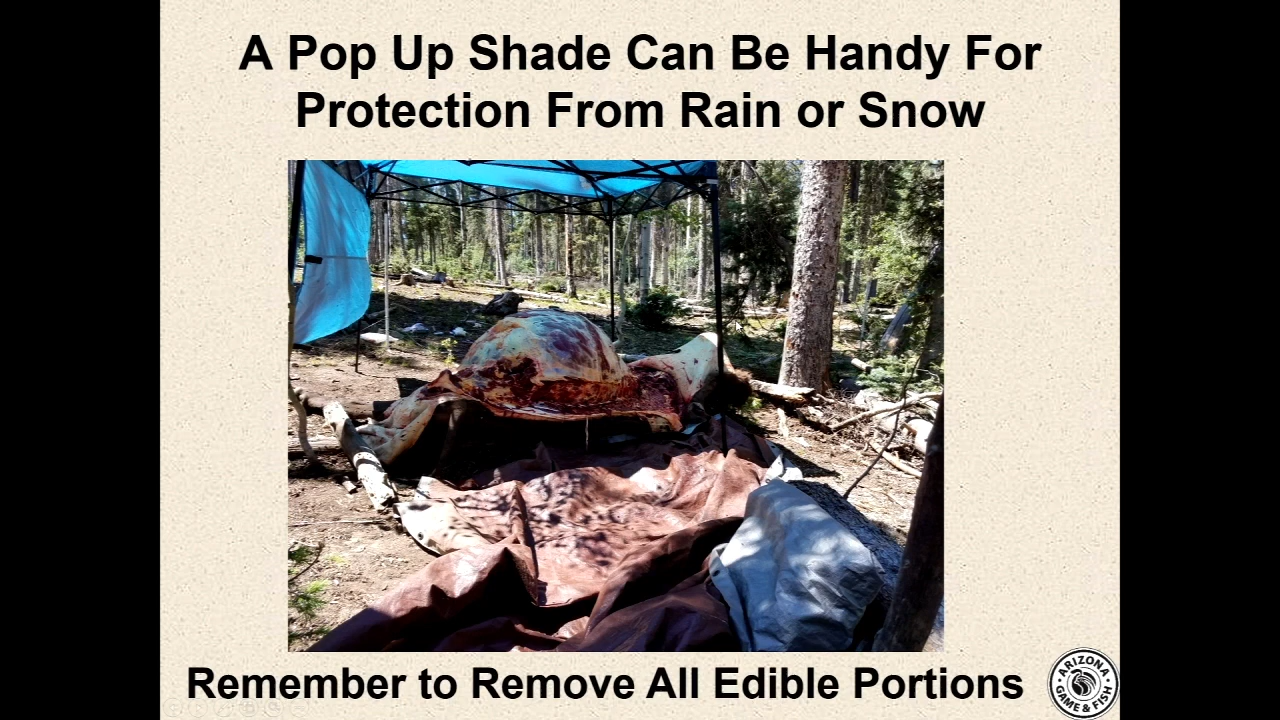 A Pop Up Shade Can Be Handy For
Protection From Rain or Snow
Remember to Remove All Edible Portions
ARIZONA
GAME & FISH